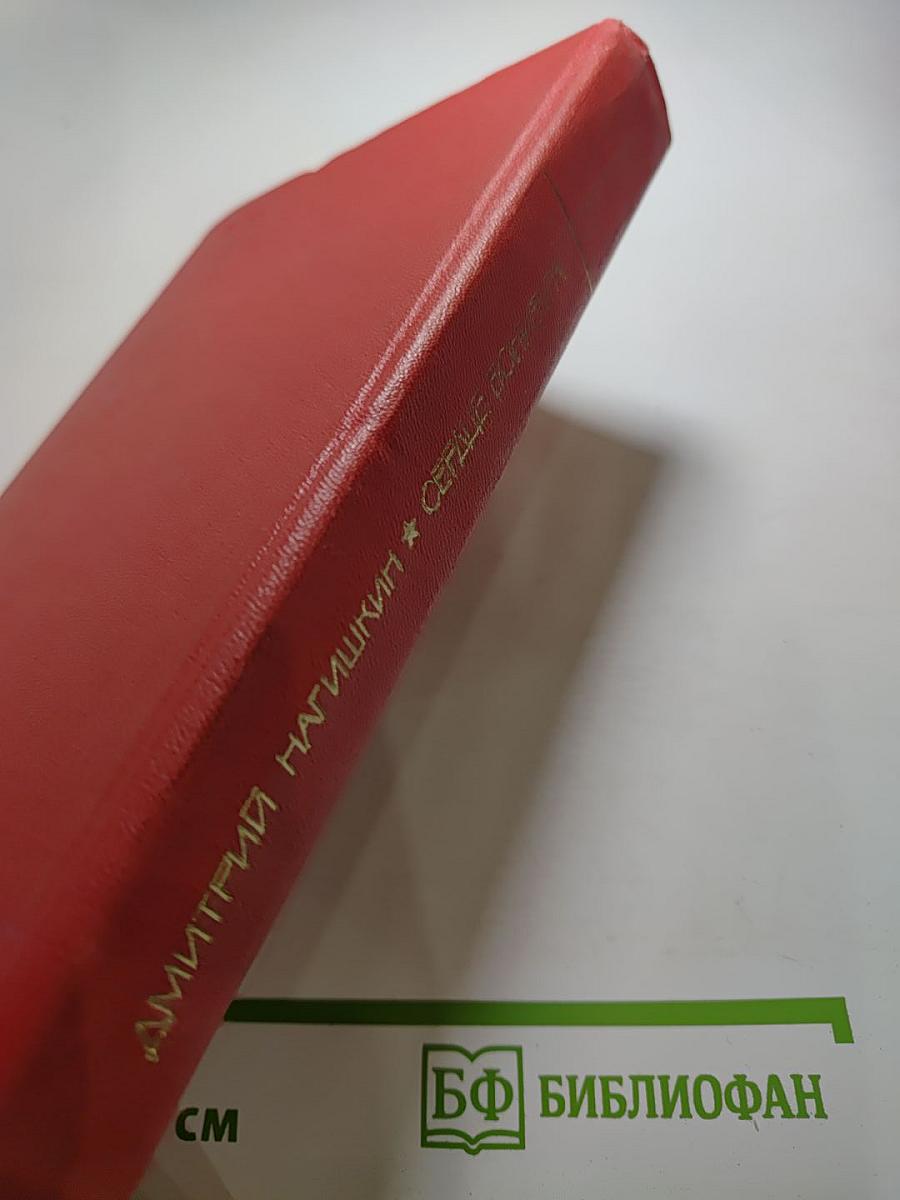 ДМИТРИЙ НАГИШКИН ★ СЕРДЦЕ БОНИВУРА
СМ
БФ БИБЛИОФАН